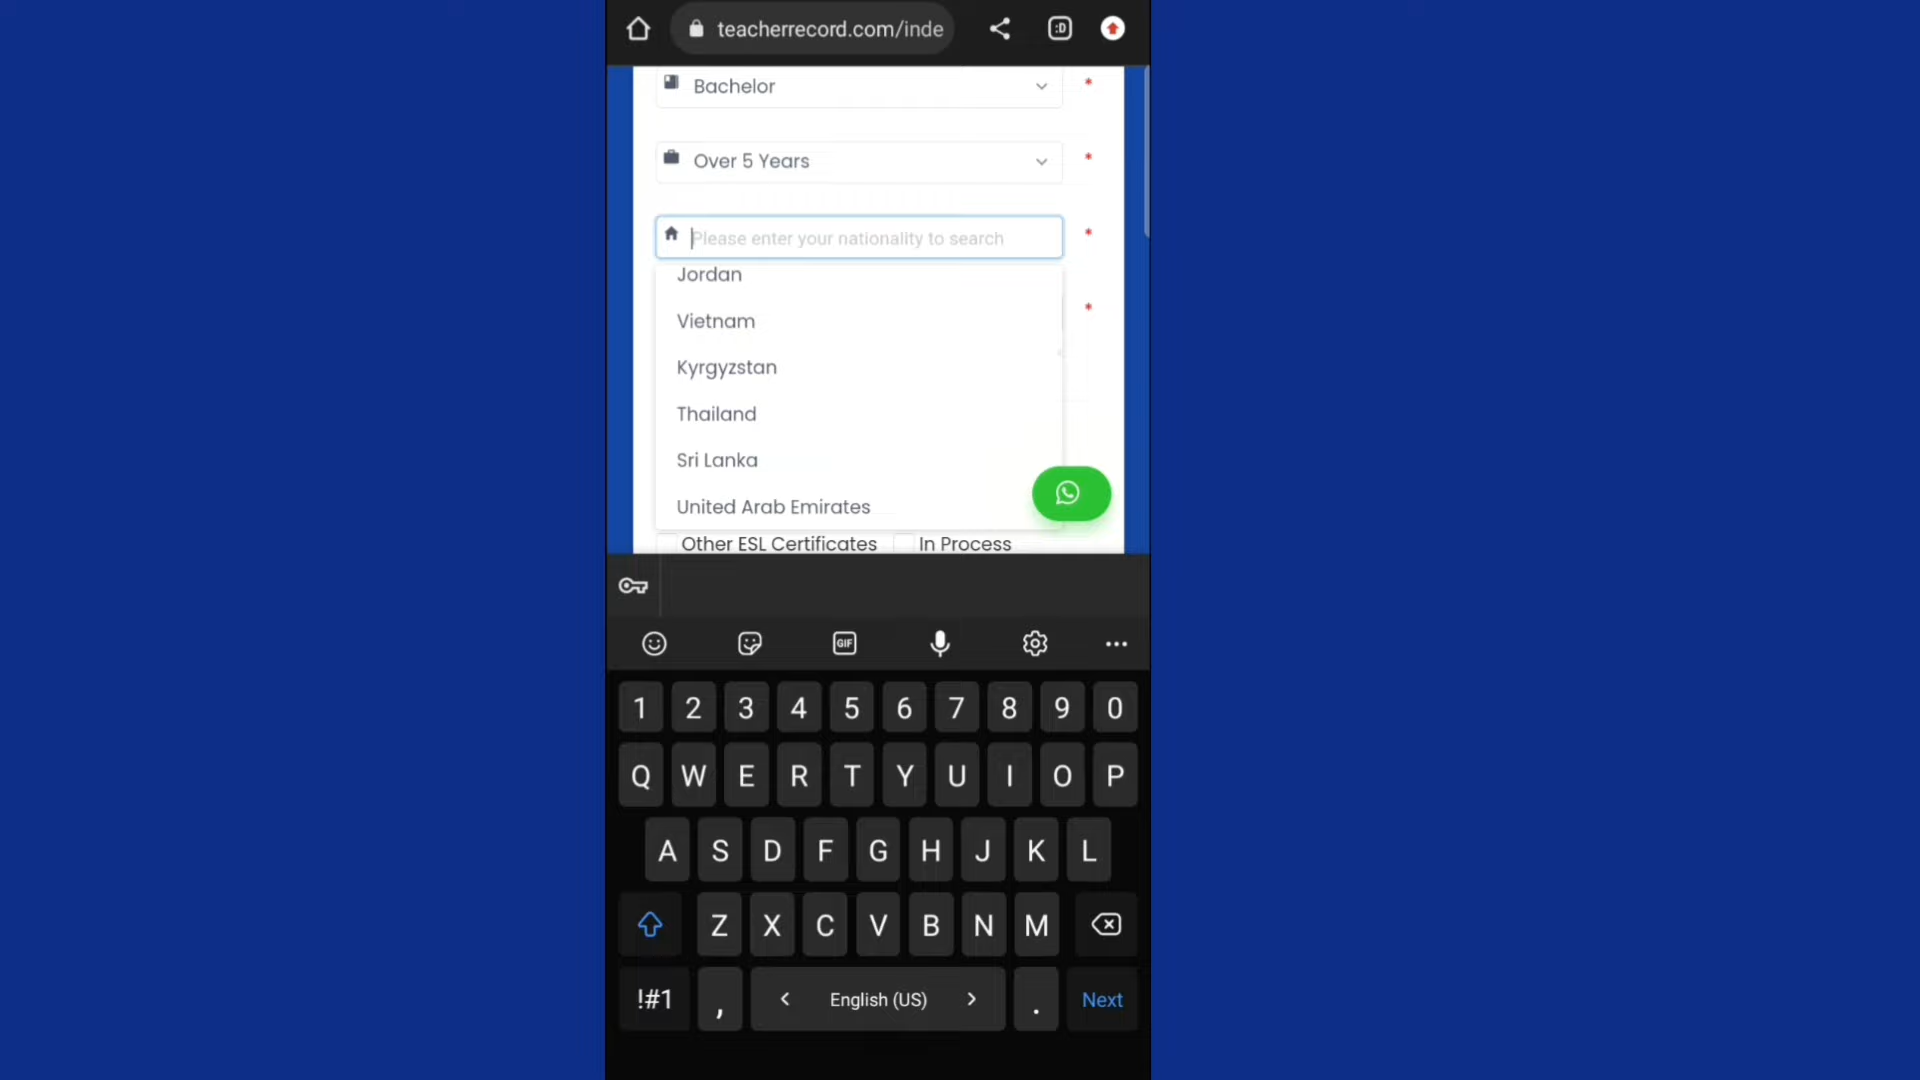 teacherrecord.com/inde
:D
Bachelor
*
Over 5 Years
*
Please enter your nationality to search
*
Jordan
*
Vietnam
Kyrgyzstan
Thailand
Sri Lanka
United Arab Emirates
Other ESL Certificates In Process
GIF
1 2 3 4 5 6 7 8 9 0
Q W E R T Y U I O P
A S D F G H J K L
Z X C V B N M
!#1 , < English (US) > . Next